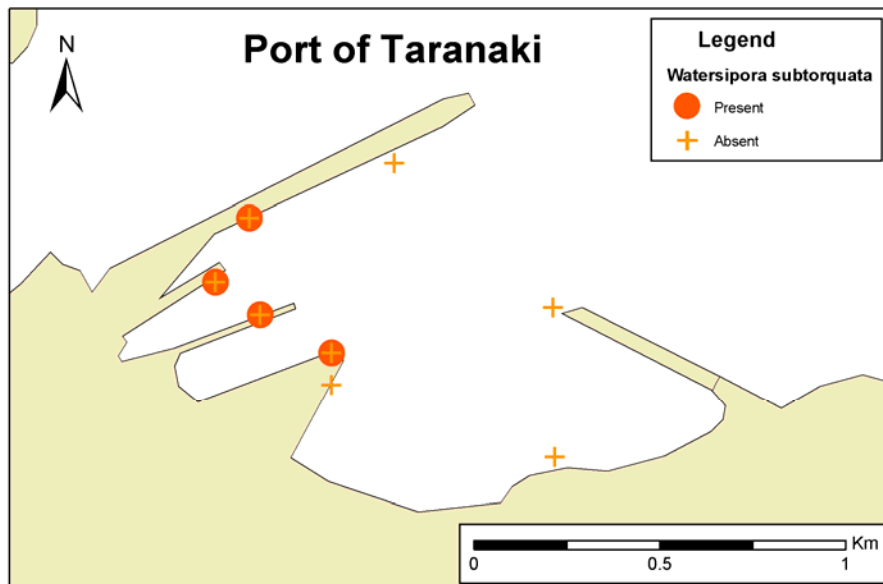 Port of Taranaki
N
Legend
Watersipora subtorquata
Present
Absent
Km
0 0.5 1